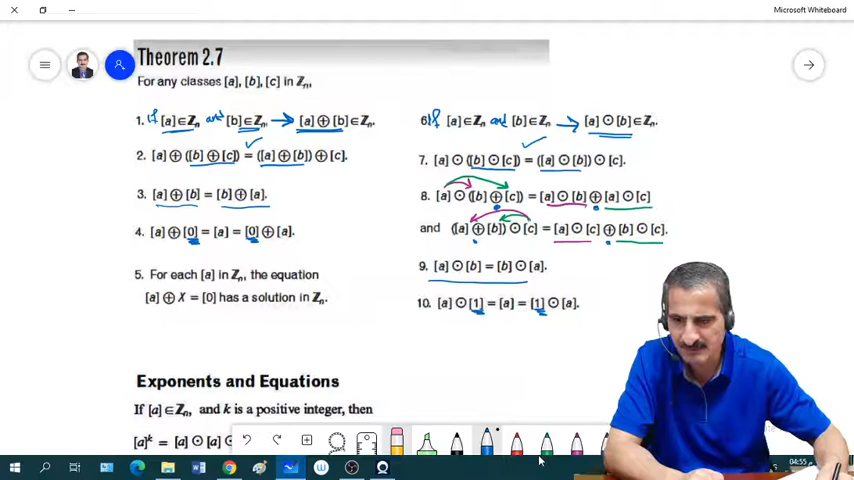 Microsoft Whiteboard
Theorem 2.7
For any classes [a], [b], [c] in ℤn,
1. If [a]∈ℤn and [b]∈ℤn → [a]⊕[b]∈ℤn.
2. [a]⊕([b]⊕[c]) = ([a]⊕[b])⊕[c].
3. [a]⊕[b] = [b]⊕[a].
4. [a]⊕[0] = [a] = [0]⊕[a].
5. For each [a] in ℤn, the equation
[a]⊕X = [0] has a solution in ℤn.
6. If [a]∈ℤn and [b]∈ℤn → [a]⊙[b]∈ℤn.
7. [a]⊙([b]⊙[c]) = ([a]⊙[b])⊙[c].
8. [a]⊙([b]⊕[c]) = [a]⊙[b]⊕[a]⊙[c]
and ([a]⊕[b])⊙[c] = [a]⊙[c]⊕[b]⊙[c].
9. [a]⊙[b] = [b]⊙[a].
10. [a]⊙[1] = [a] = [1]⊙[a].
Exponents and Equations
If [a]∈ℤn, and k is a positive integer, then
[a]k = [a]⊙[a]
04:55